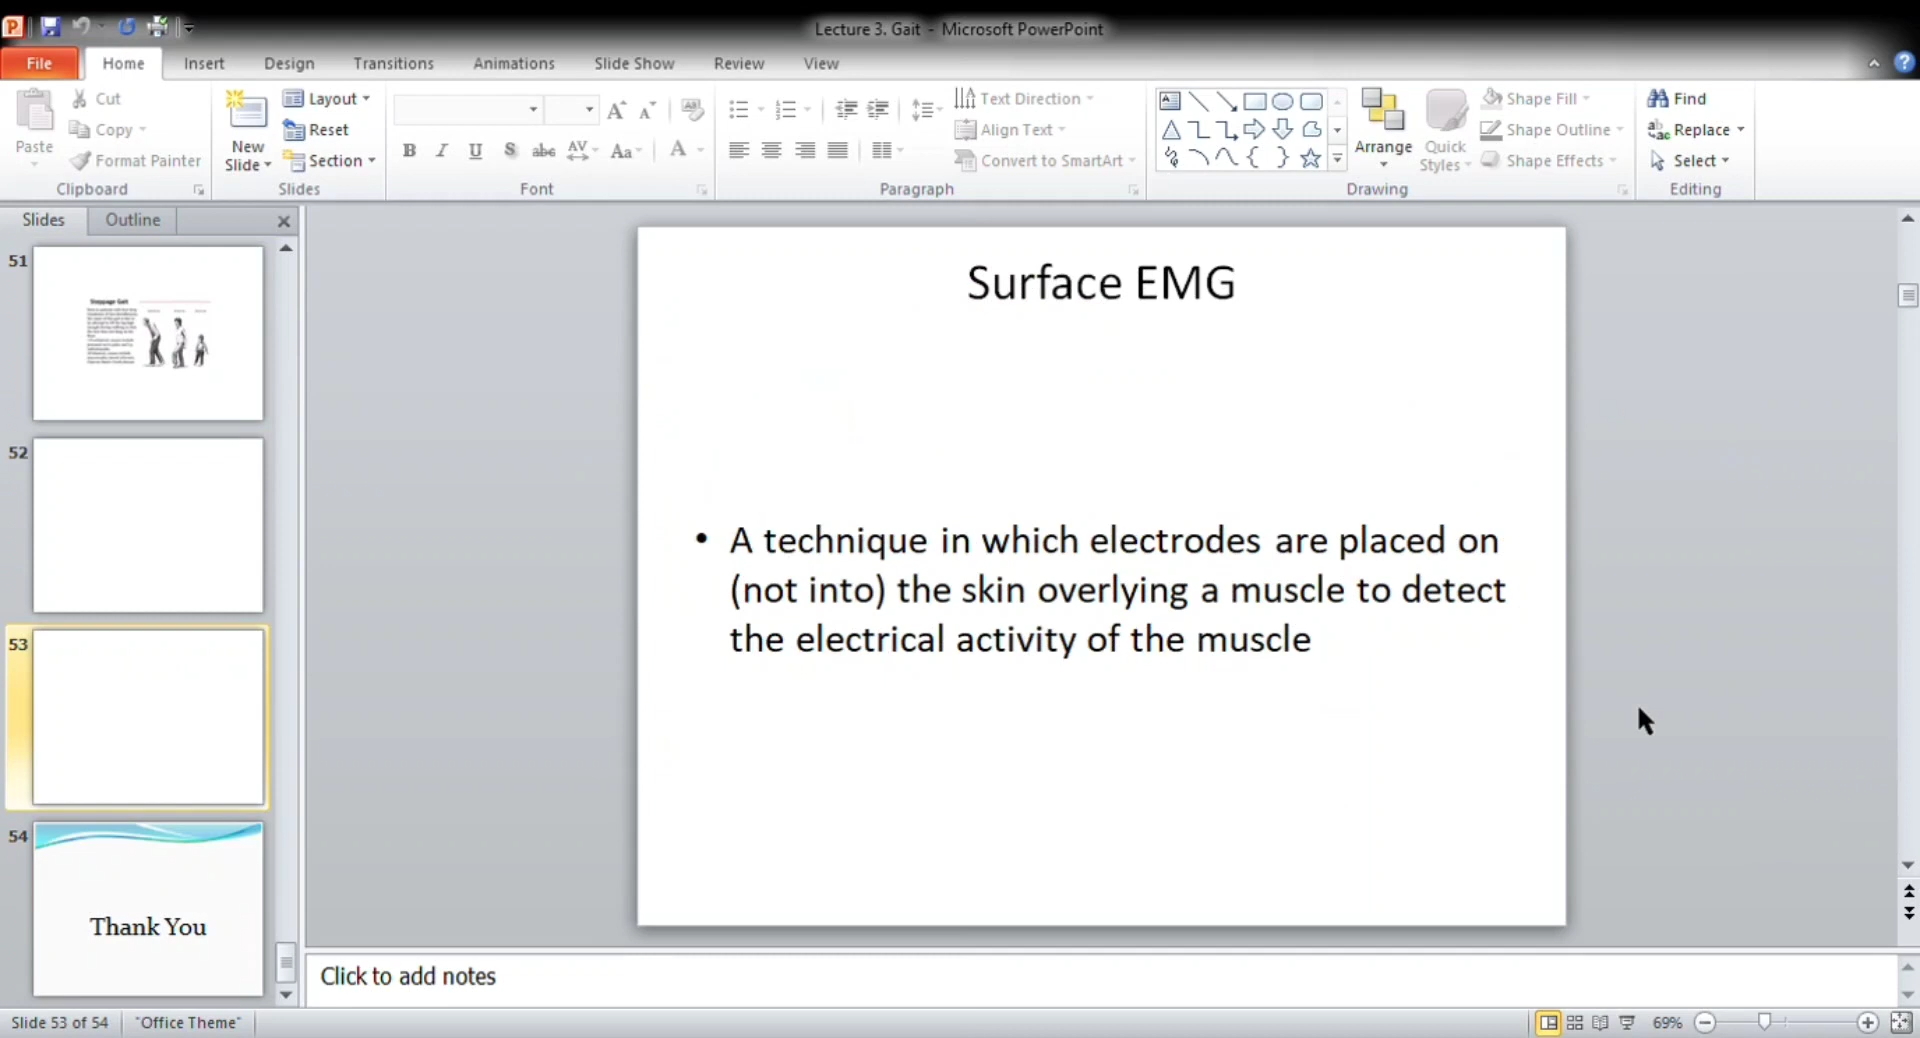 Lecture 3. Gait - Microsoft PowerPoint
File Home Insert Design Transitions Animations Slide Show Review View
Paste
Cut
Copy
Format Painter
Clipboard
New
Slide
Layout
Reset
Section
Slides
Font
Text Direction
Align Text
Convert to SmartArt
Paragraph
Arrange
Quick
Styles
Shape Fill
Shape Outline
Shape Effects
Drawing
Find
Replace
Select
Editing
Slides Outline
51
Steppage Gait
52
53
54
Thank You
Surface EMG
• A technique in which electrodes are placed on
(not into) the skin overlying a muscle to detect
the electrical activity of the muscle
Click to add notes
Slide 53 of 54 "Office Theme" 69%